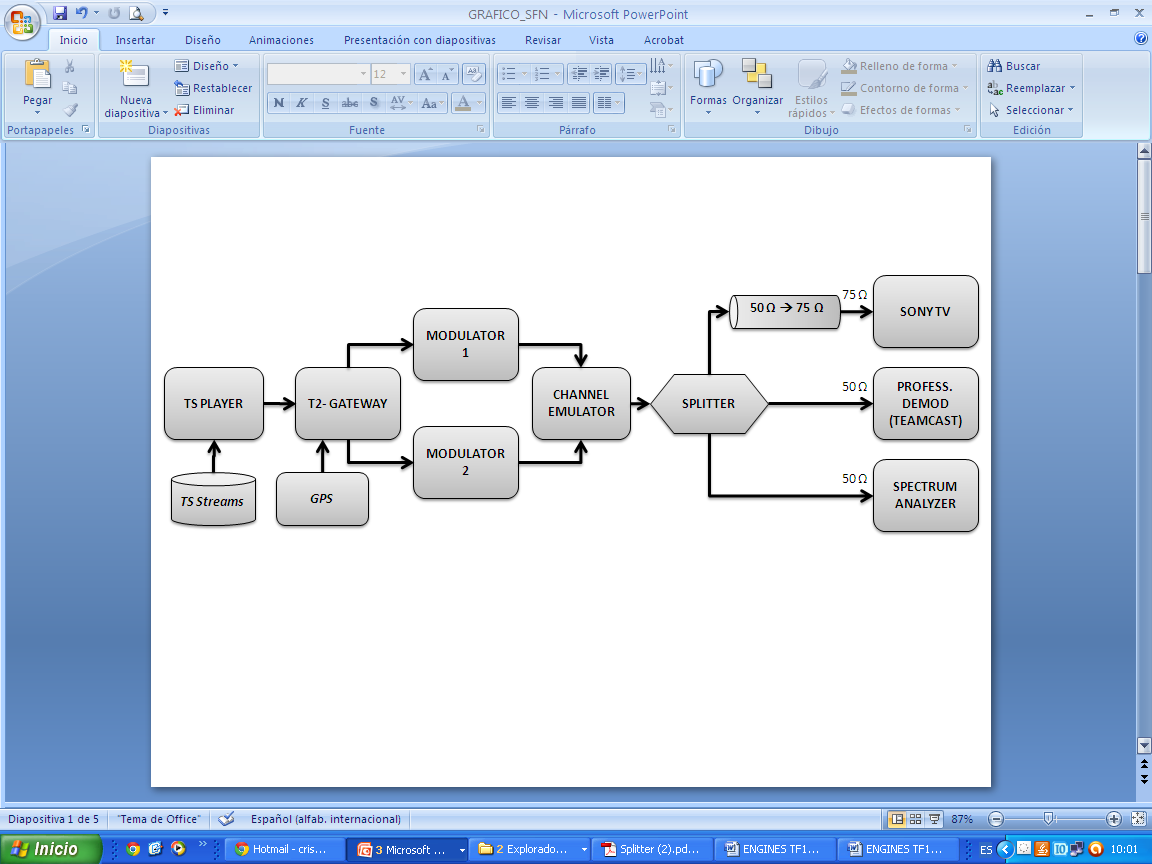 GRAFICO_SFN - Microsoft PowerPoint
Inicio Insertar Diseño Animaciones Presentación con diapositivas Revisar Vista Acrobat
Pegar
Portapapeles
Nueva
diapositiva
Diseño
Restablecer
Eliminar
Diapositivas
12
N K S abc S AV Aa A
Fuente
Párrafo
Formas
Organizar
Estilos
rápidos
Relleno de forma
Contorno de forma
Efectos de formas
Dibujo
Buscar
Reemplazar
Seleccionar
Edición
TS PLAYER
TS Streams
T2- GATEWAY
GPS
MODULATOR
1
MODULATOR
2
CHANNEL
EMULATOR
SPLITTER
50 Ω → 75 Ω
75 Ω
SONY TV
50 Ω
PROFESS.
DEMOD
(TEAMCAST)
50 Ω
SPECTRUM
ANALYZER
Diapositiva 1 de 5 "Tema de Office" Español (alfab. internacional) 87%
Inicio Hotmail - cris... 3 Microsoft ... 2 Explorado... Splitter (2).pd... ENGINES TF1... ENGINES TF1... ES 10:01